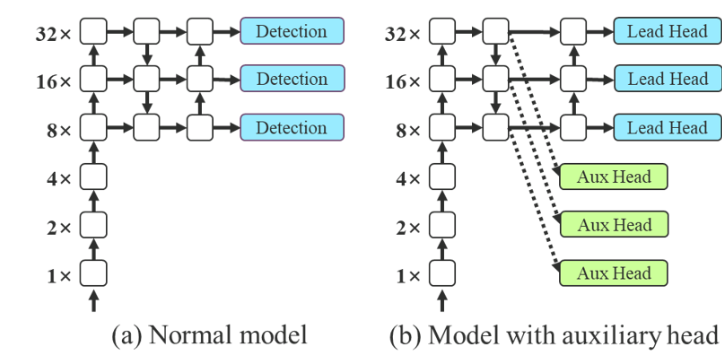 32× Detection
16× Detection
8× Detection
4×
2×
1×
(a) Normal model
32× Lead Head
16× Lead Head
8× Lead Head
4× Aux Head
2× Aux Head
1× Aux Head
(b) Model with auxiliary head